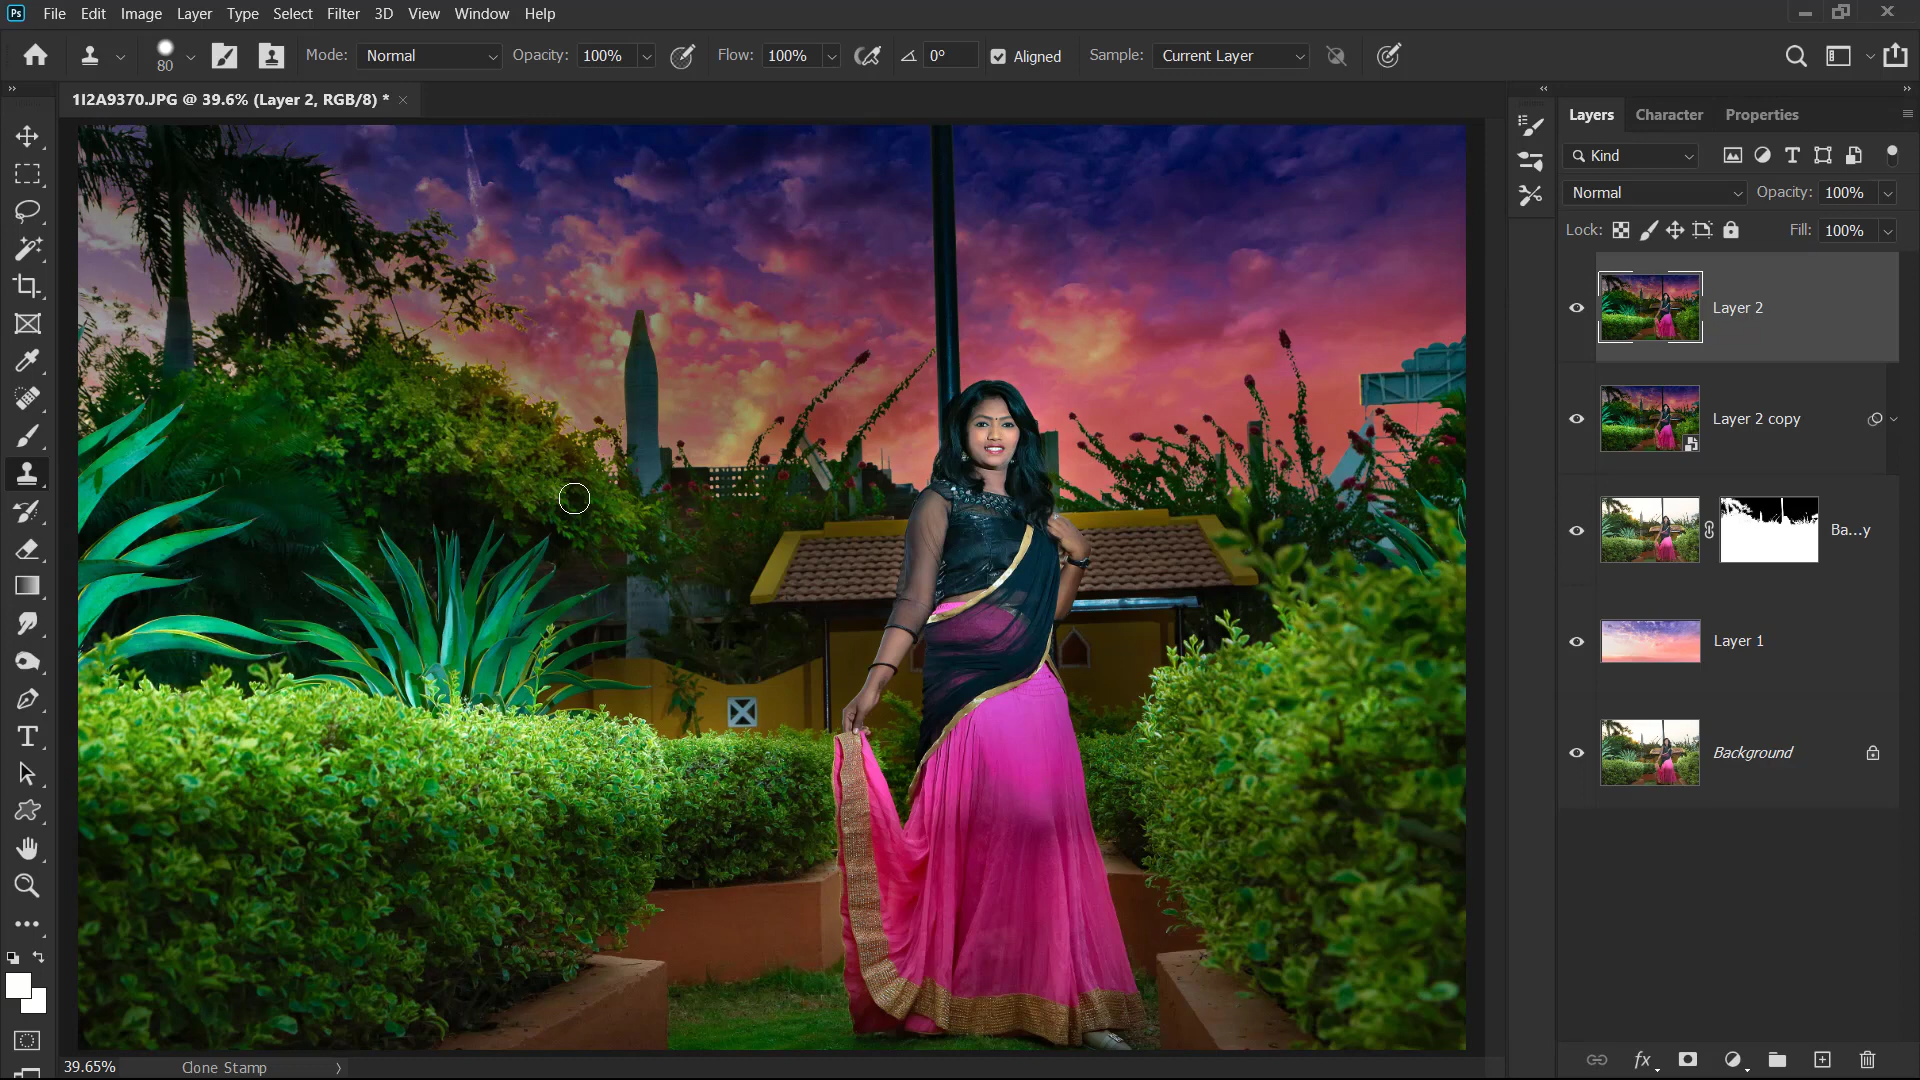 Ps File Edit Image Layer Type Select Filter 3D View Window Help
80 Mode: Normal Opacity: 100% Flow: 100% 0° Aligned Sample: Current Layer
1I2A9370.JPG @ 39.6% (Layer 2, RGB/8) *
Layers Character Properties
Kind
Normal Opacity: 100%
Lock: Fill: 100%
Layer 2
Layer 2 copy
Ba...y
Layer 1
Background
fx
39.65% Clone Stamp